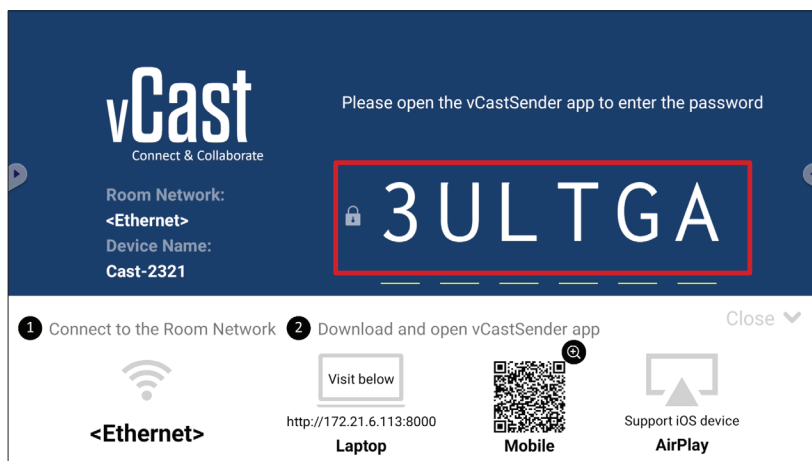 vCast
Connect & Collaborate
Please open the vCastSender app to enter the password
Room Network:
<Ethernet>
Device Name:
Cast-2321
3ULTGA
1 Connect to the Room Network
2 Download and open vCastSender app
Close
<Ethernet>
Visit below
http://172.21.6.113:8000
Laptop
Mobile
Support iOS device
AirPlay